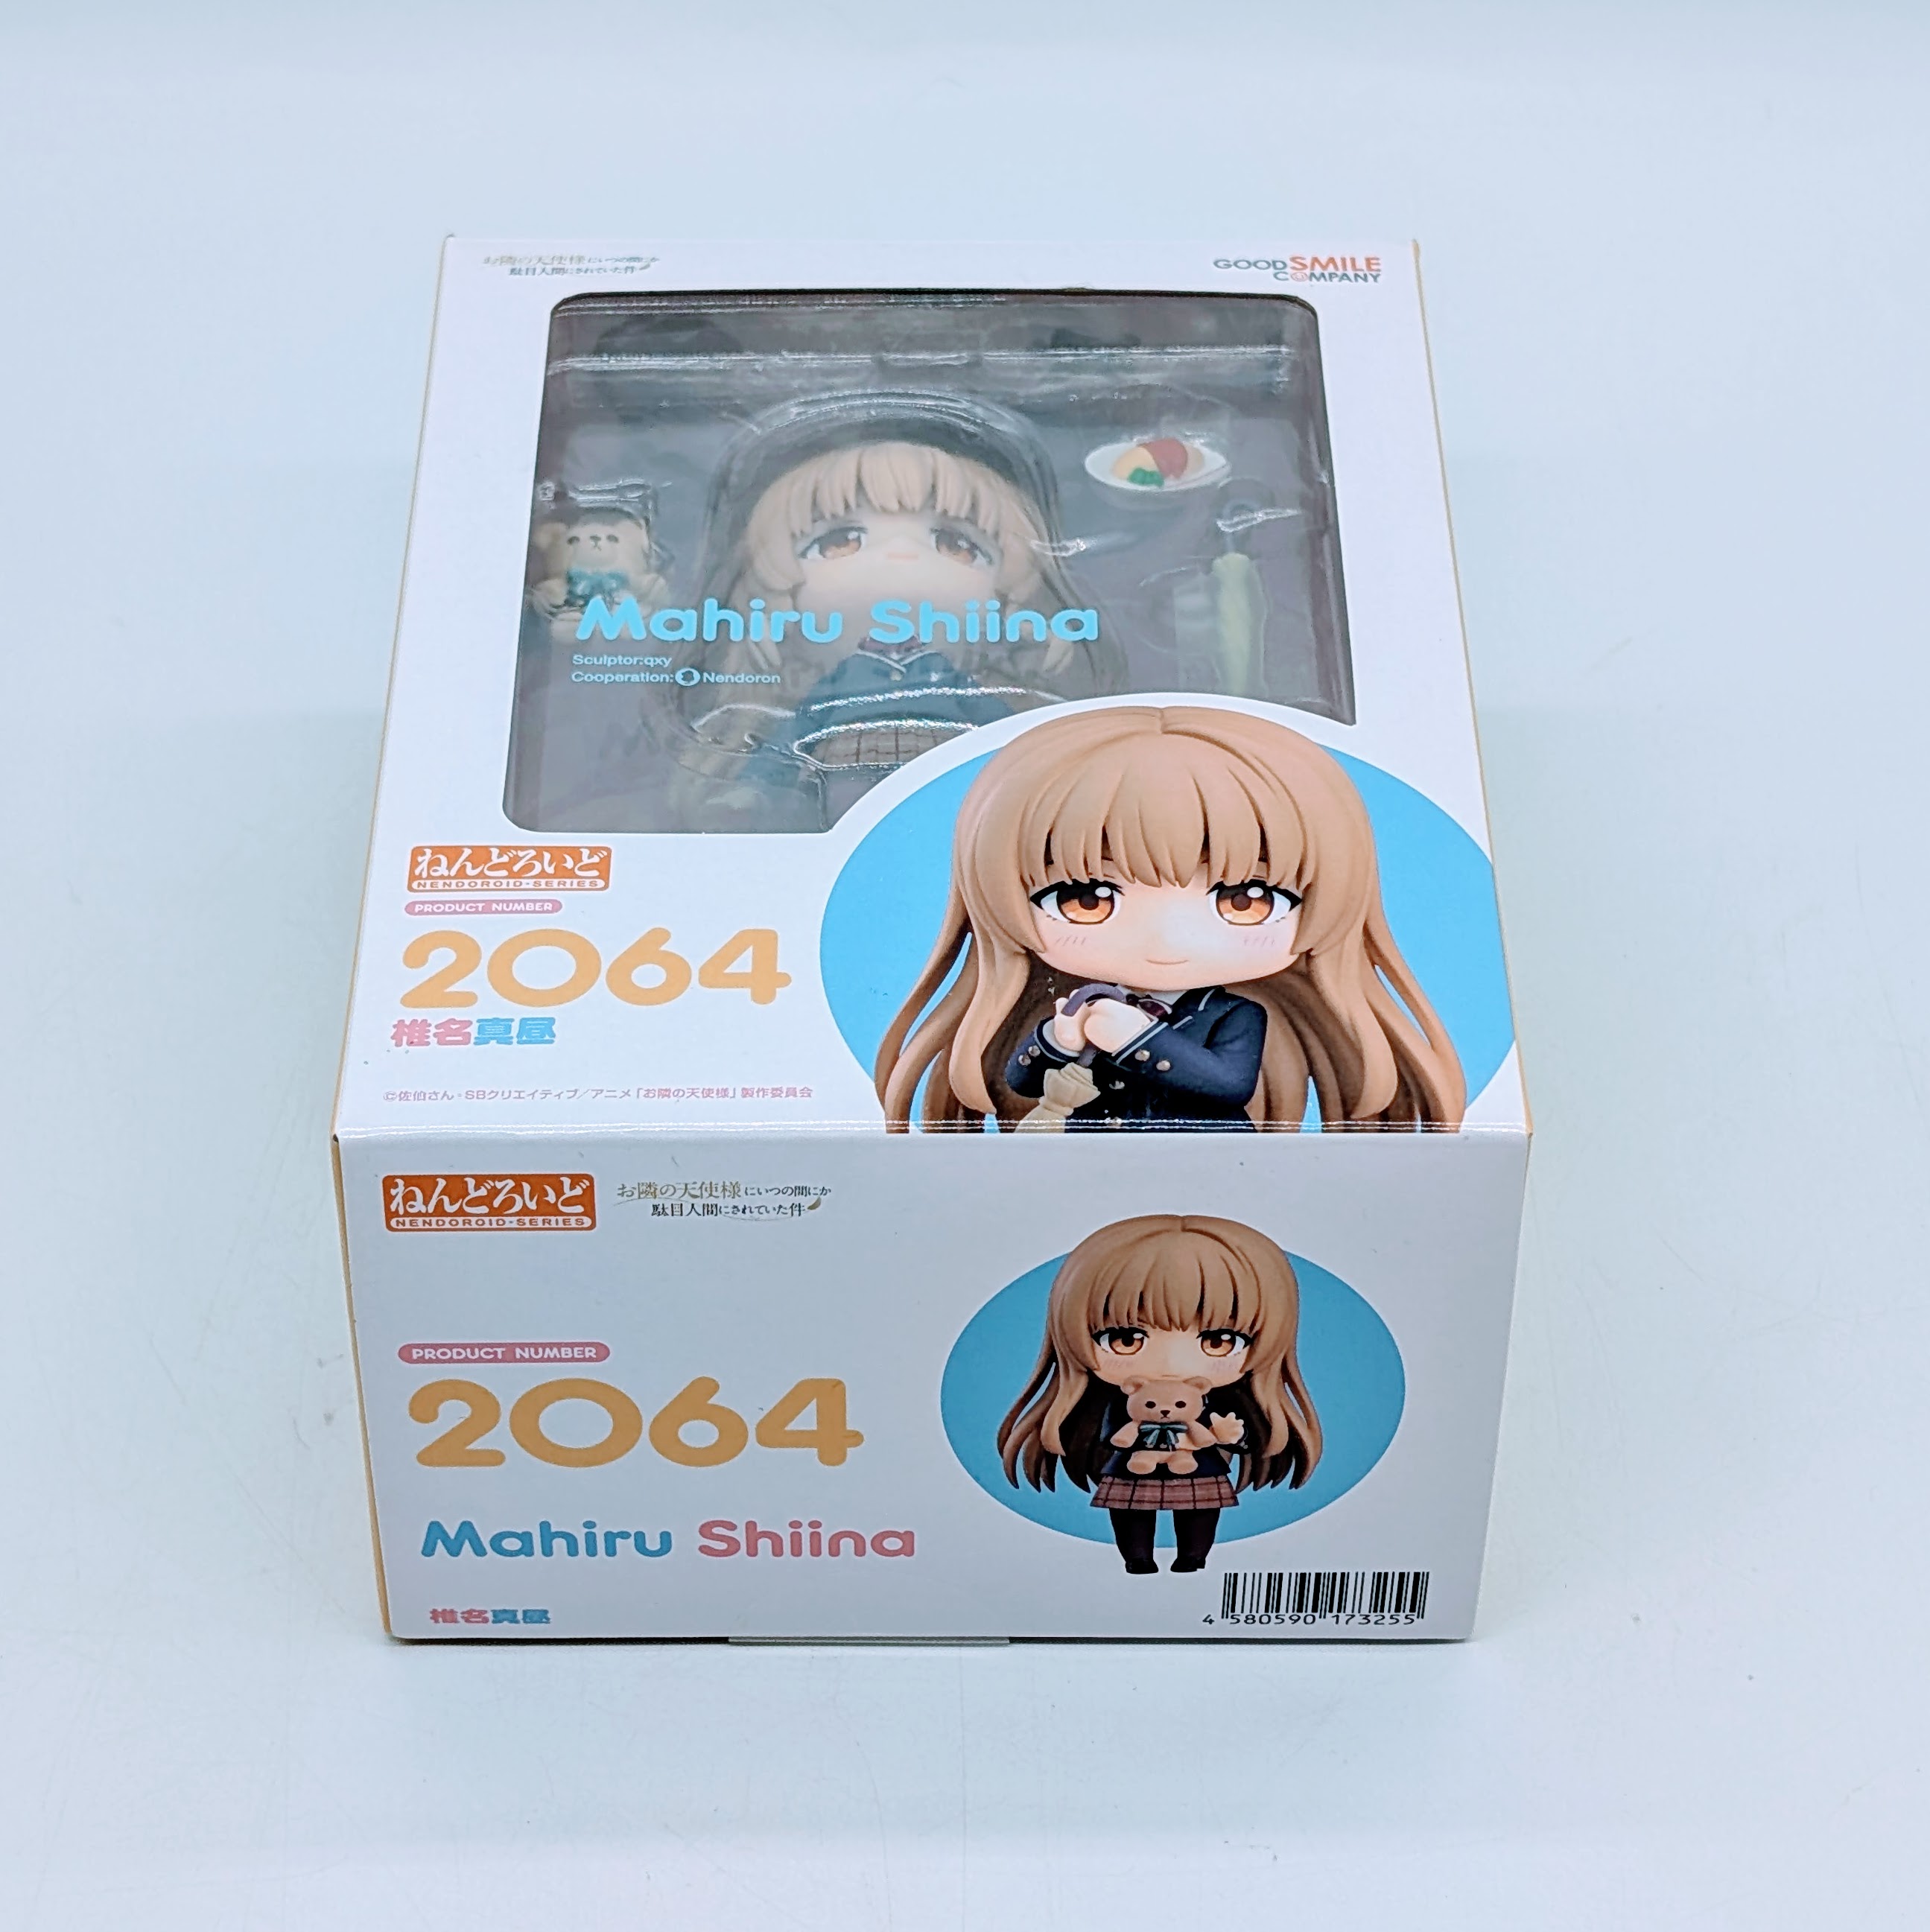 お隣の天使様にいつの間にか
駄目人間にされていた件
GOOD SMILE
COMPANY
Mahiru Shiina
Sculptor:qxy
Cooperation: Nendoron
ねんどろいど
NENDOROID·SERIES
PRODUCT NUMBER
2064
椎名真昼
©佐伯さん・SBクリエイティブ/アニメ「お隣の天使様」製作委員会
ねんどろいど
NENDOROID·SERIES
お隣の天使様にいつの間にか
駄目人間にされていた件
PRODUCT NUMBER
2064
Mahiru Shiina
椎名真昼
4 580590 173255